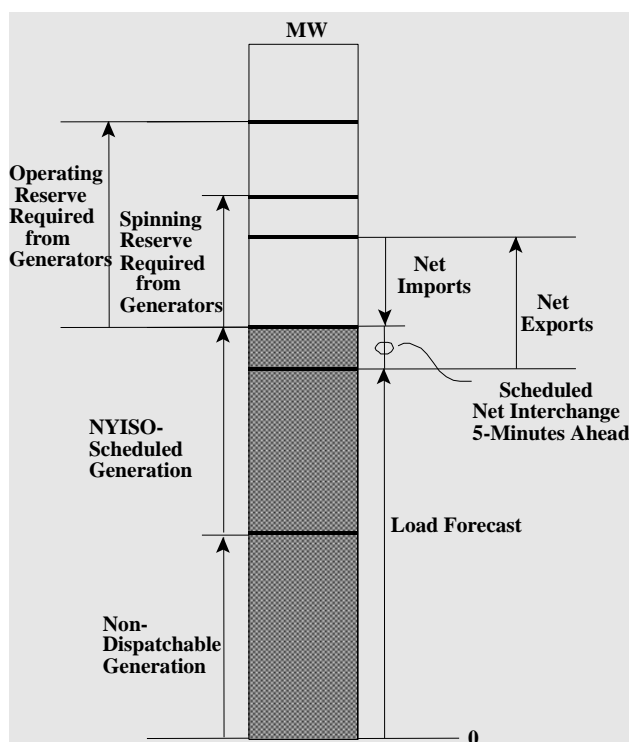 MW
Operating
Reserve
Required
from
Generators
Spinning
Reserve
Required
from
Generators
Net
Imports
Net
Exports
Scheduled
Net Interchange
5-Minutes Ahead
NYISO-
Scheduled
Generation
Load Forecast
Non-
Dispatchable
Generation
0